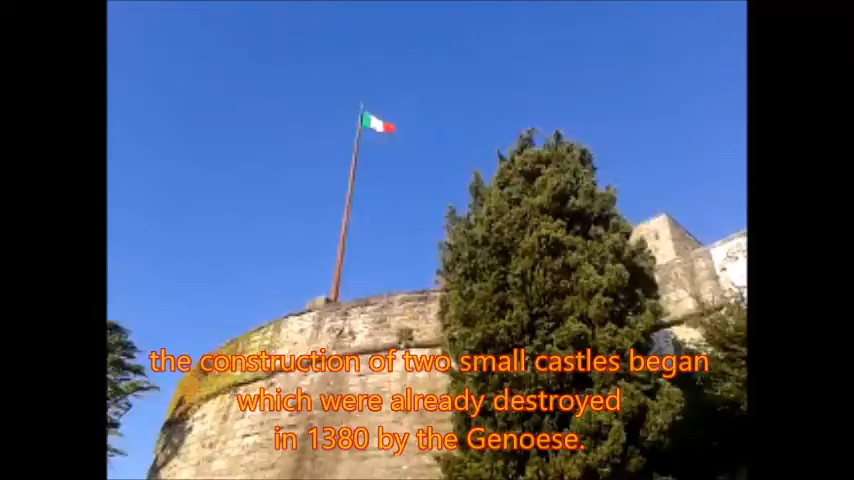 the construction of two small castles began
which were already destroyed
in 1380 by the Genoese.